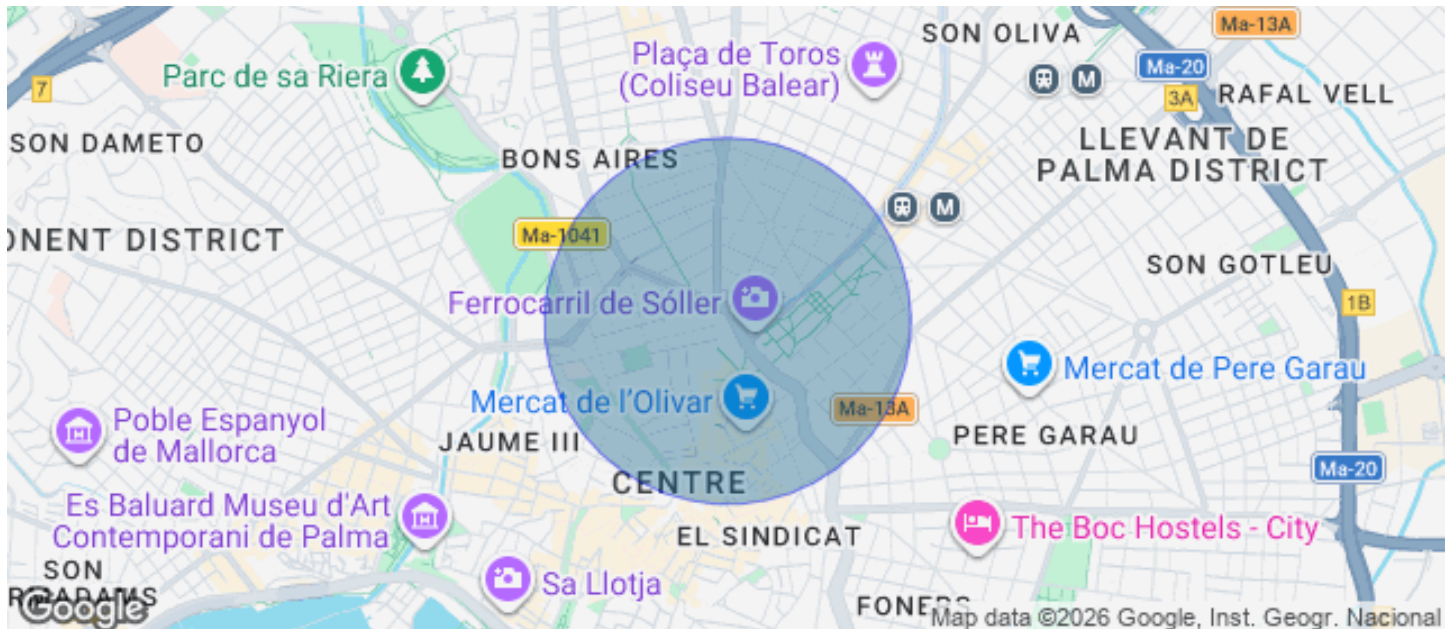 SON OLIVA
Ma-13A
Plaça de Toros
(Coliseu Balear)
Parc de sa Riera
Ma-20
M
7
3A
RAFAL VELL
SON DAMETO
BONS AIRES
LLEVANT DE
PALMA DISTRICT
M
ONENT DISTRICT
Ma-1041
SON GOTLEU
Ferrocarril de Sóller
1B
Mercat de Pere Garau
Mercat de l'Olivar
Ma-13A
Poble Espanyol
de Mallorca
JAUME III
PERE GARAU
Ma-20
CENTRE
Es Baluard Museu d'Art
Contemporani de Palma
EL SINDICAT
The Boc Hostels - City
SON
Sa Llotja
FONERS
Google
Map data ©2026 Google, Inst. Geogr. Nacional